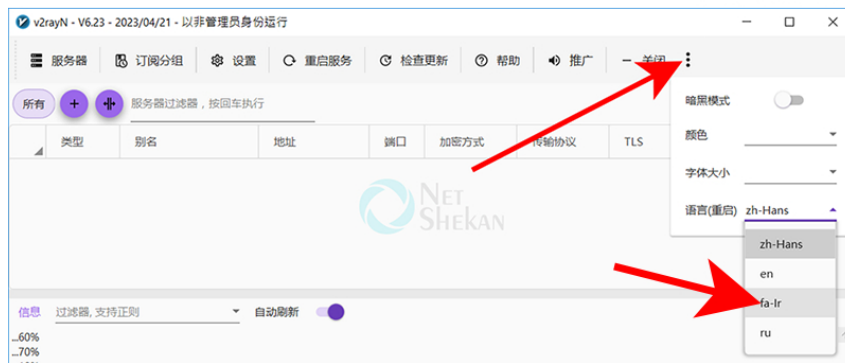 v2rayN - V6.23 - 2023/04/21 - 以非管理员身份运行
服务器 订阅分组 设置 重启服务 检查更新 帮助 推广 关闭
所有 服务器过滤器，按回车执行
暗黑模式
类型 别名 地址 端口 加密方式 传输协议 TLS
颜色
字体大小
语言(重启) zh-Hans
NET
SHEKAN
zh-Hans
en
fa-Ir
ru
信息 过滤器, 支持正则 自动刷新
...60%
...70%